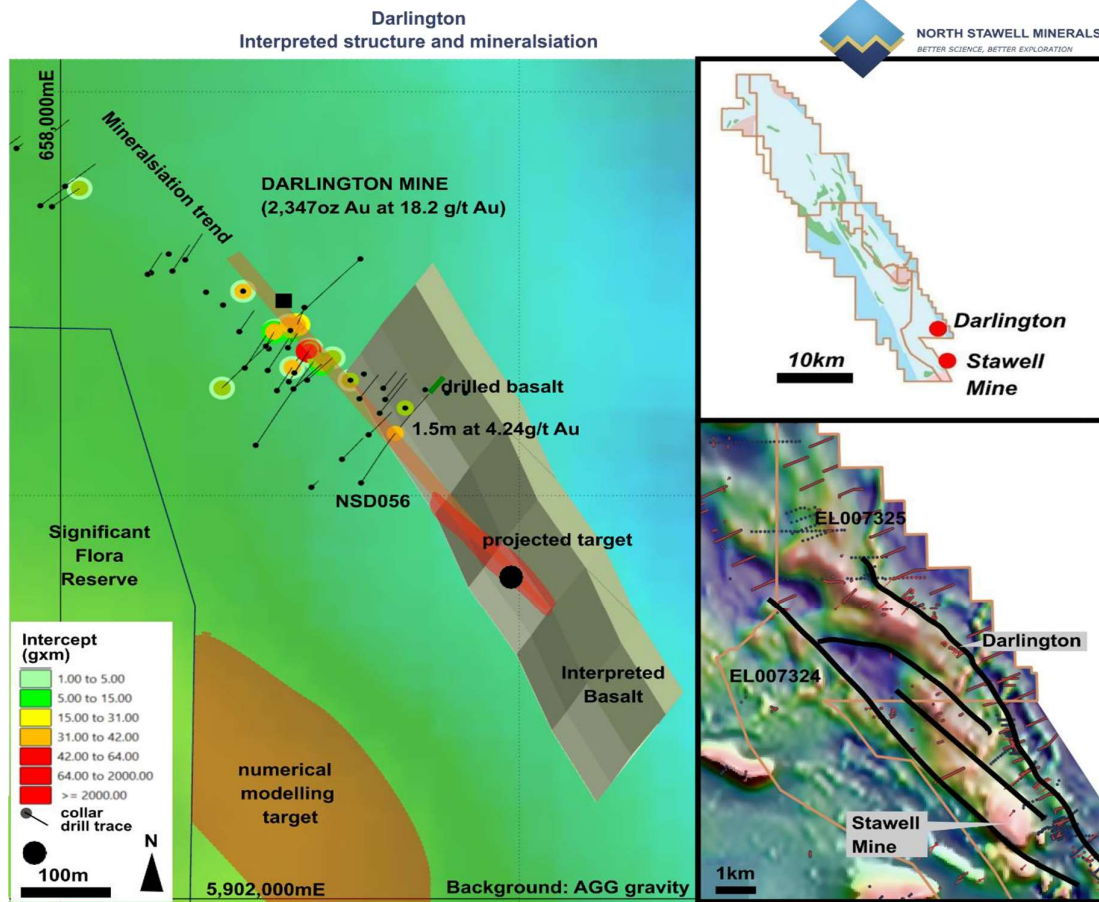 Darlington
Interpreted structure and mineralsiation
NORTH STAWELL MINERALS
BETTER SCIENCE, BETTER EXPLORATION
658,000mE
Mineralsiation trend
DARLINGTON MINE
(2,347oz Au at 18.2 g/t Au)
drilled basalt
1.5m at 4.24g/t Au
NSD056
projected target
Significant
Flora
Reserve
Interpreted
Basalt
numerical
modelling
target
Intercept
(gxm)
1.00 to 5.00
5.00 to 15.00
15.00 to 31.00
31.00 to 42.00
42.00 to 64.00
64.00 to 2000.00
>= 2000.00
collar
drill trace
N
100m
5,902,000mE
Background: AGG gravity
Darlington
Stawell
Mine
10km
EL007325
Darlington
EL007324
Stawell
Mine
1km